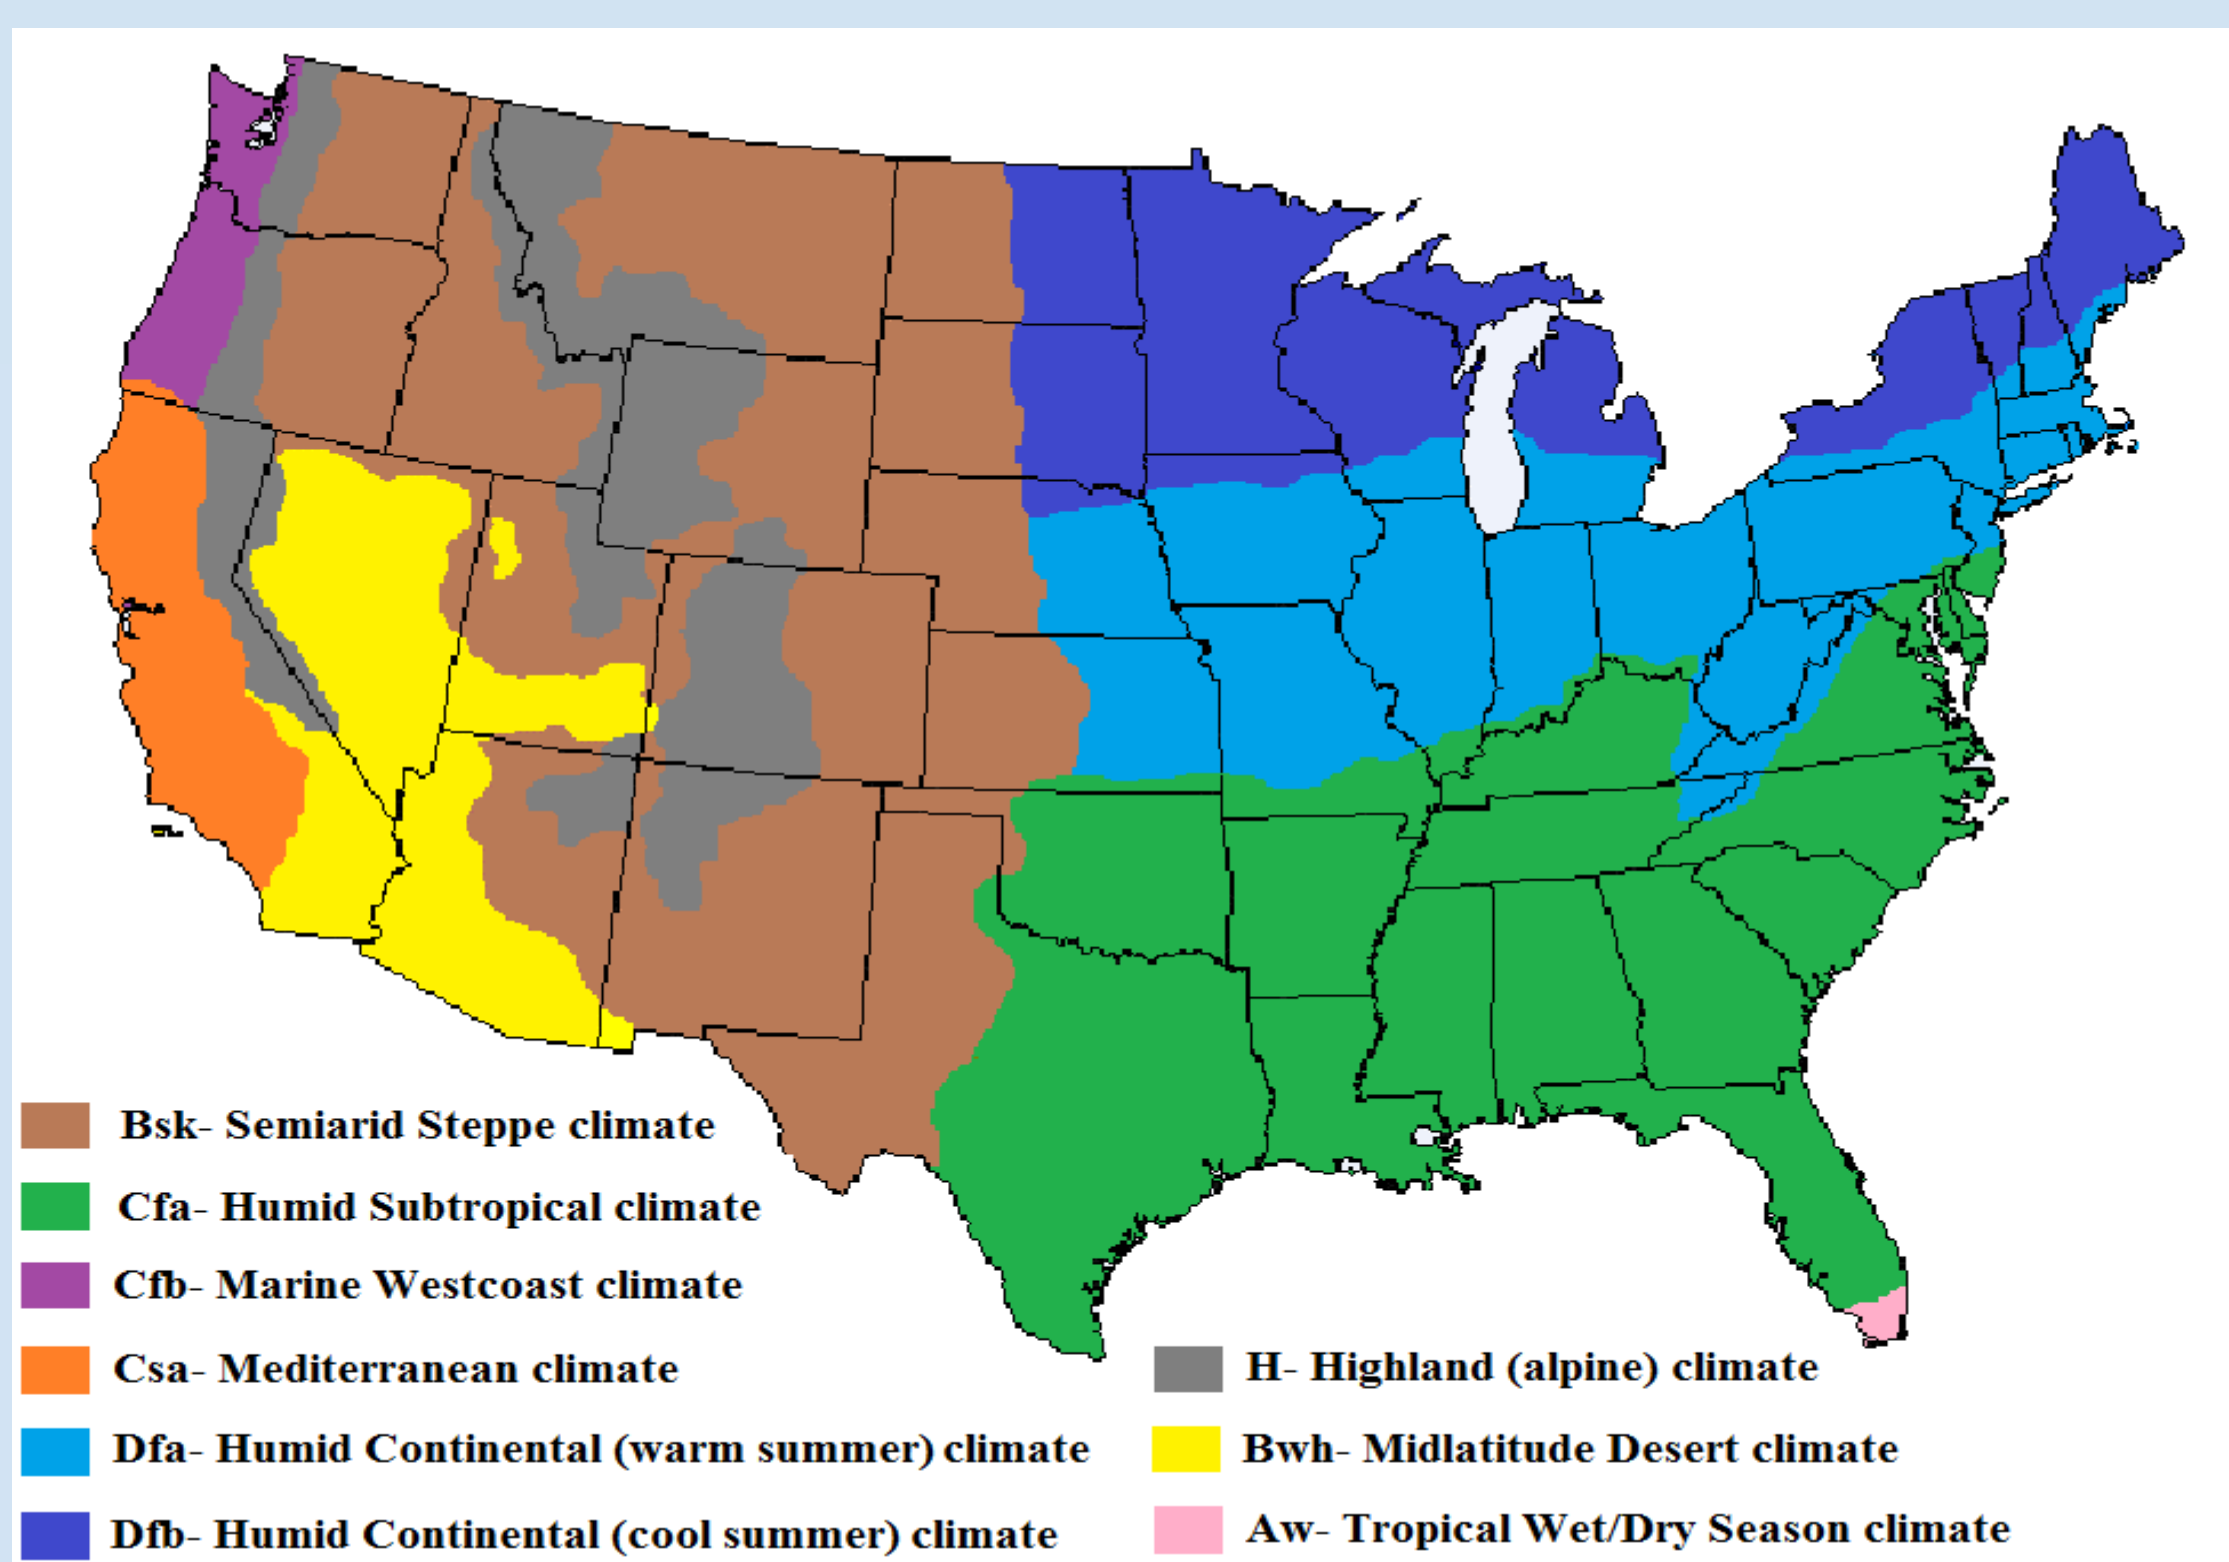 Bsk- Semiarid Steppe climate
Cfa- Humid Subtropical climate
Cfb- Marine Westcoast climate
Csa- Mediterranean climate
Dfa- Humid Continental (warm summer) climate
Dfb- Humid Continental (cool summer) climate
H- Highland (alpine) climate
Bwh- Midlatitude Desert climate
Aw- Tropical Wet/Dry Season climate